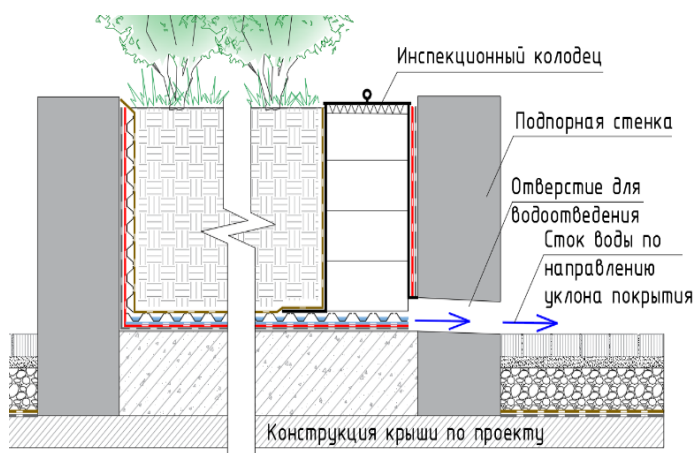 Инспекционный колодец
Подпорная стенка
Отверстие для
водоотведения
Сток воды по
направлению
уклона покрытия
Конструкция крыши по проекту